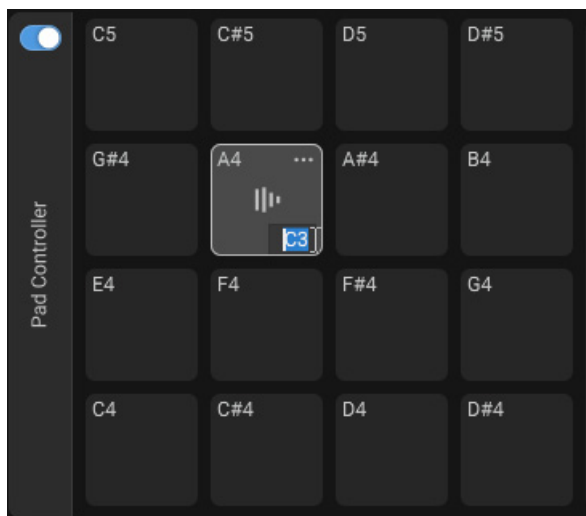 Pad Controller
C5 C#5 D5 D#5
G#4 A4 ... A#4 B4
C3
E4 F4 F#4 G4
C4 C#4 D4 D#4